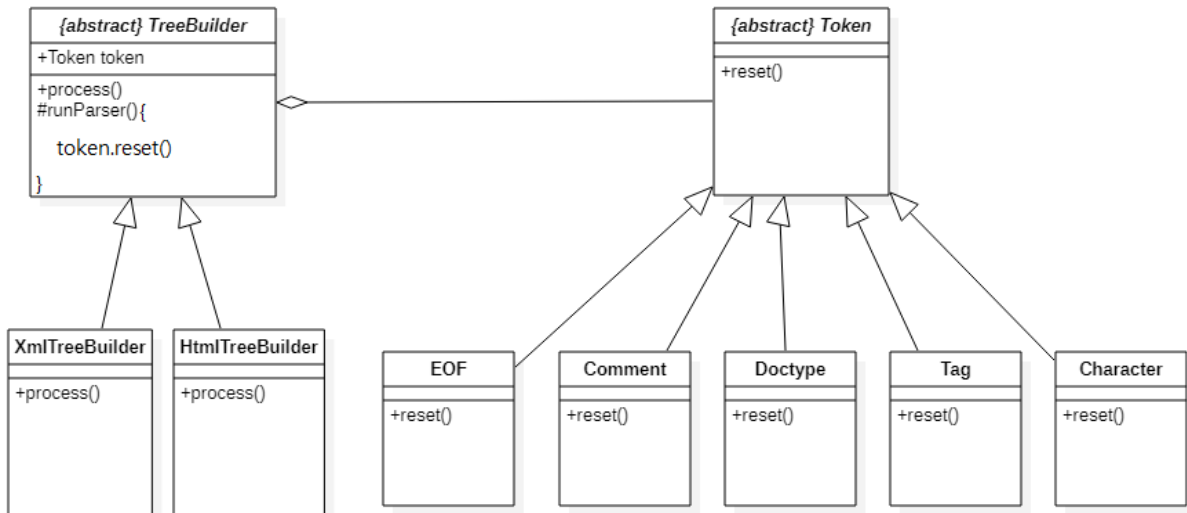 {abstract} TreeBuilder
+Token token
+process()
#runParser(){
token.reset()
}
{abstract} Token
+reset()
XmlTreeBuilder
+process()
HtmlTreeBuilder
+process()
EOF
+reset()
Comment
+reset()
Doctype
+reset()
Tag
+reset()
Character
+reset()